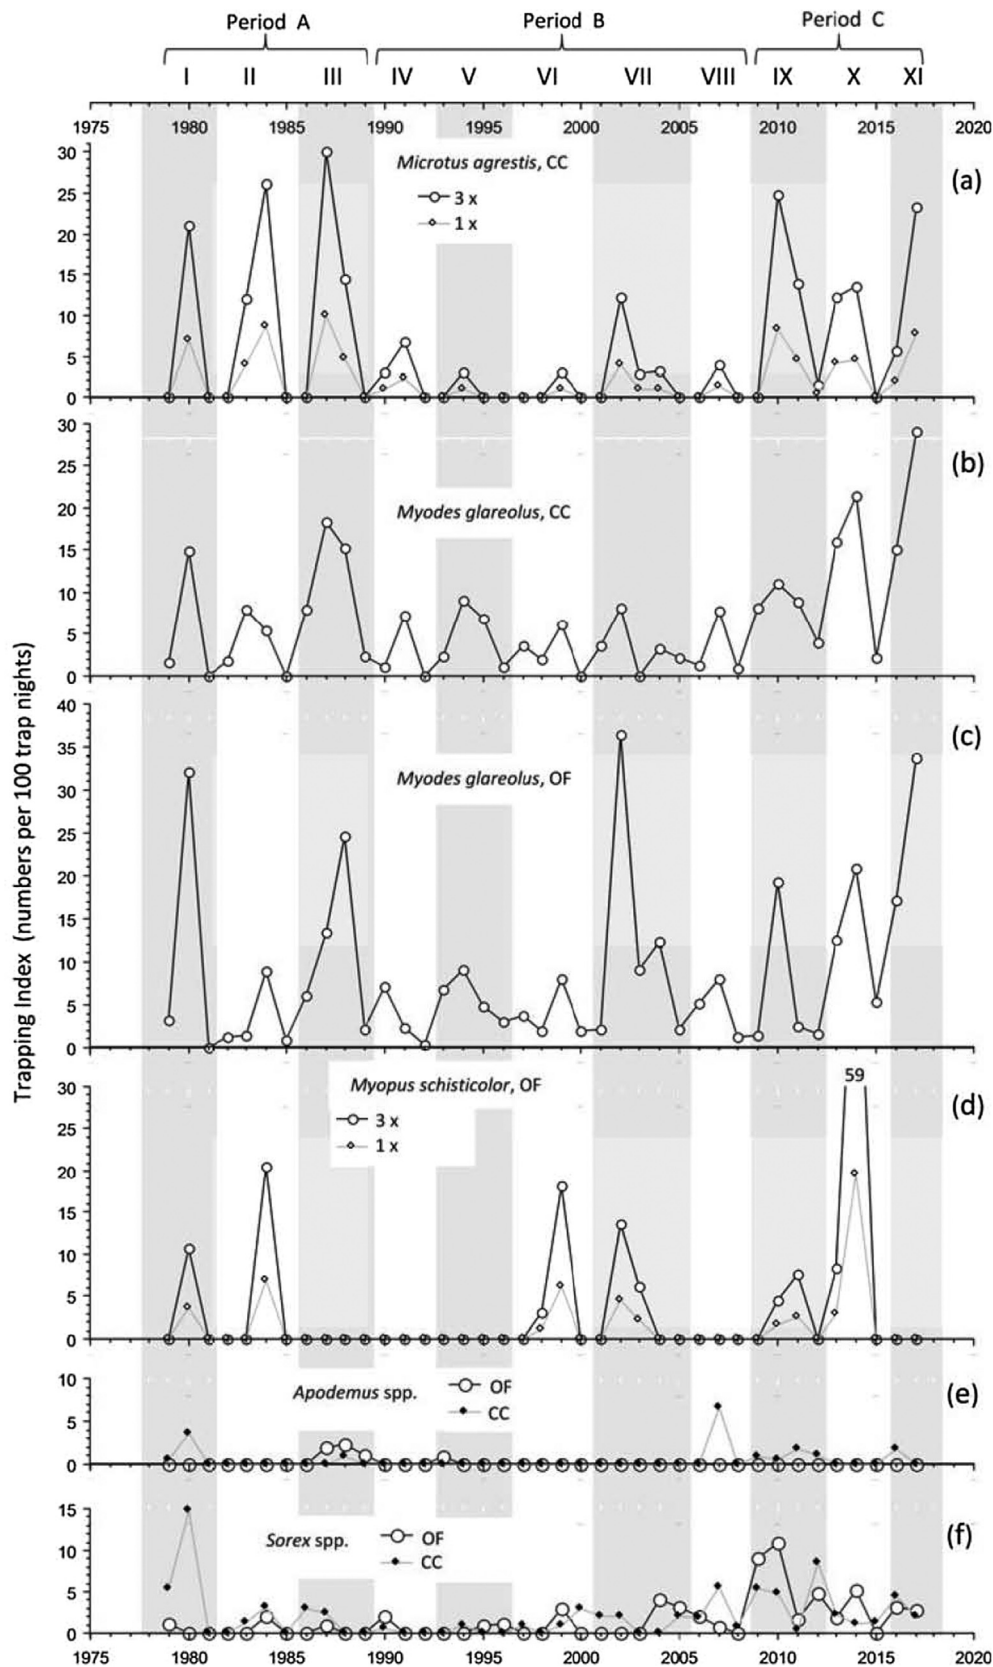 Period A Period B Period C
I II III IV V VI VII VIII IX X XI
1975 1980 1985 1990 1995 2000 2005 2010 2015 2020
Trapping Index (numbers per 100 trap nights)
30
25
20
15
10
5
0
Microtus agrestis, CC
3 x
1 x
(a)
30
25
20
15
10
5
0
Myodes glareolus, CC
(b)
40
35
30
25
20
15
10
5
0
Myodes glareolus, OF
(c)
30
25
20
15
10
5
0
Myopus schisticolor, OF
3 x
1 x
59
(d)
10
5
0
Apodemus spp.
OF
CC
(e)
15
10
5
0
Sorex spp.
OF
CC
(f)
1975 1980 1985 1990 1995 2000 2005 2010 2015 2020